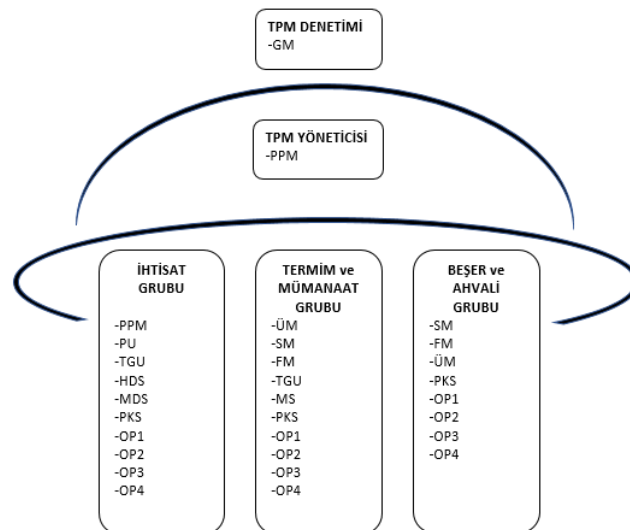 TPM DENETİMİ
-GM
TPM YÖNETİCİSİ
-PPM
İHTİSAT
GRUBU
-PPM
-PU
-TGU
-HDS
-MDS
-PKS
-OP1
-OP2
-OP3
-OP4
TERMİM ve
MÜMANAAT
GRUBU
-ÜM
-SM
-FM
-TGU
-MS
-PKS
-OP1
-OP2
-OP3
-OP4
BEŞER ve
AHVALİ
GRUBU
-SM
-FM
-ÜM
-PKS
-OP1
-OP2
-OP3
-OP4